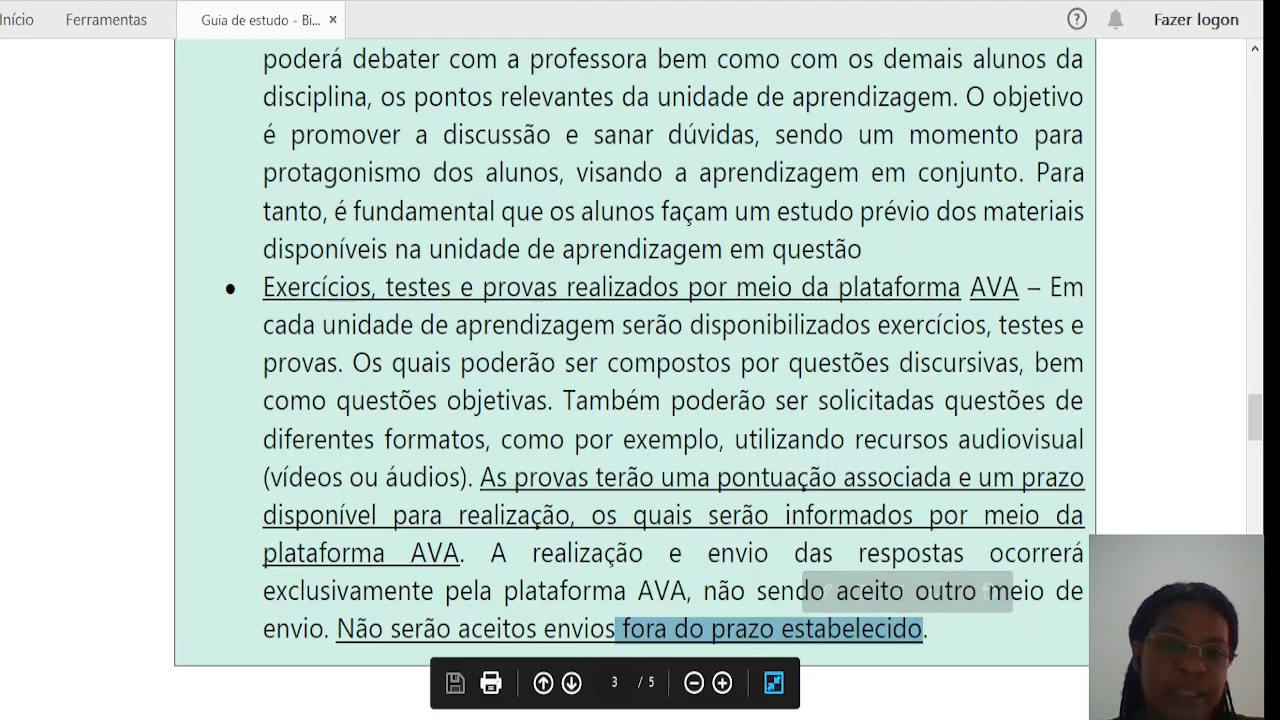 Início Ferramentas Guia de estudo - Bi... × ? Fazer logon
poderá debater com a professora bem como com os demais alunos da
disciplina, os pontos relevantes da unidade de aprendizagem. O objetivo
é promover a discussão e sanar dúvidas, sendo um momento para
protagonismo dos alunos, visando a aprendizagem em conjunto. Para
tanto, é fundamental que os alunos façam um estudo prévio dos materiais
disponíveis na unidade de aprendizagem em questão
• Exercícios, testes e provas realizados por meio da plataforma AVA – Em
cada unidade de aprendizagem serão disponibilizados exercícios, testes e
provas. Os quais poderão ser compostos por questões discursivas, bem
como questões objetivas. Também poderão ser solicitadas questões de
diferentes formatos, como por exemplo, utilizando recursos audiovisual
(vídeos ou áudios). As provas terão uma pontuação associada e um prazo
disponível para realização, os quais serão informados por meio da
plataforma AVA. A realização e envio das respostas ocorrerá
exclusivamente pela plataforma AVA, não sendo aceito outro meio de
envio. Não serão aceitos envios fora do prazo estabelecido.
3 / 5